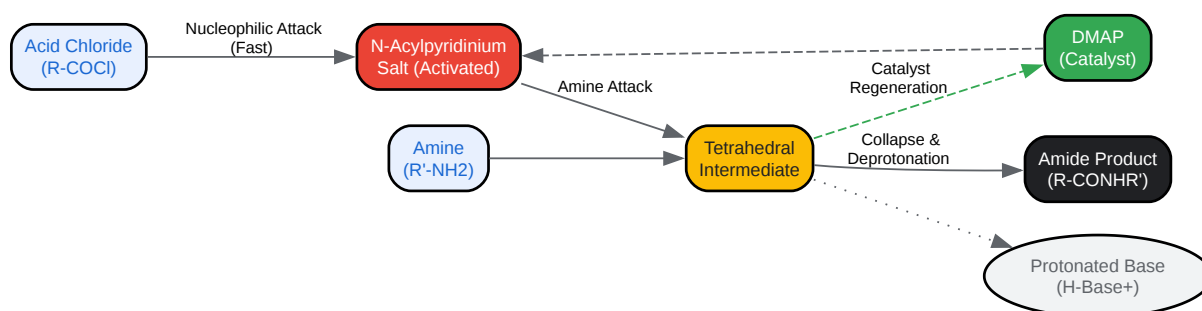 Acid Chloride
(R-COCl)
Nucleophilic Attack
(Fast)
N-Acylpyridinium
Salt (Activated)
DMAP
(Catalyst)
Catalyst
Regeneration
Amine Attack
Amine
(R'-NH2)
Tetrahedral
Intermediate
Collapse &
Deprotonation
Amide Product
(R-CONHR')
Protonated Base
(H-Base+)